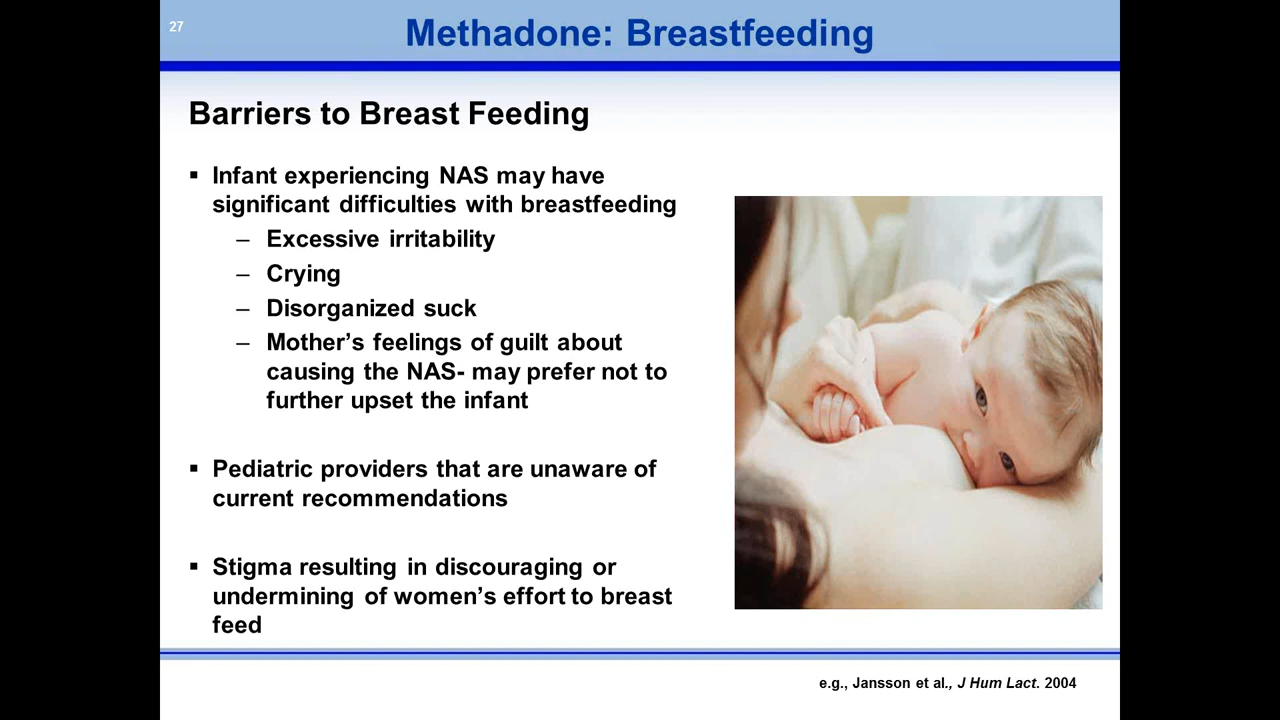 27
Methadone: Breastfeeding
Barriers to Breast Feeding
▪ Infant experiencing NAS may have
significant difficulties with breastfeeding
– Excessive irritability
– Crying
– Disorganized suck
– Mother’s feelings of guilt about
causing the NAS- may prefer not to
further upset the infant
▪ Pediatric providers that are unaware of
current recommendations
▪ Stigma resulting in discouraging or
undermining of women’s effort to breast
feed
e.g., Jansson et al., J Hum Lact. 2004